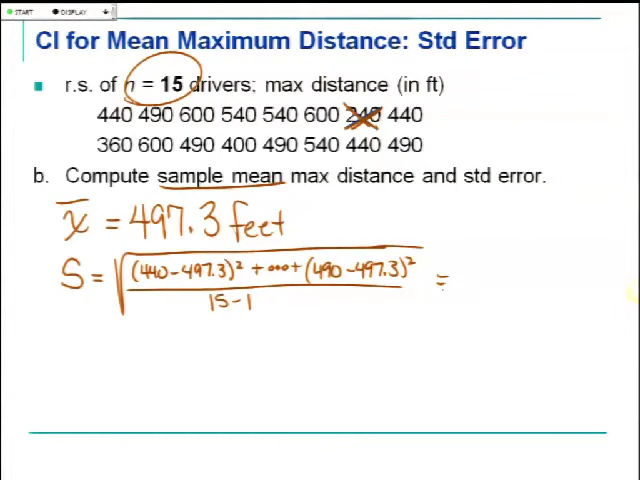 START DISPLAY
CI for Mean Maximum Distance: Std Error
r.s. of n = 15 drivers; max distance (in ft)
440 490 600 540 540 600 240 440
360 600 490 400 490 540 440 490
b. Compute sample mean max distance and std error.
x̄ = 497.3 feet
S = √((440-497.3)² + ... + (490-497.3)² =
15-1